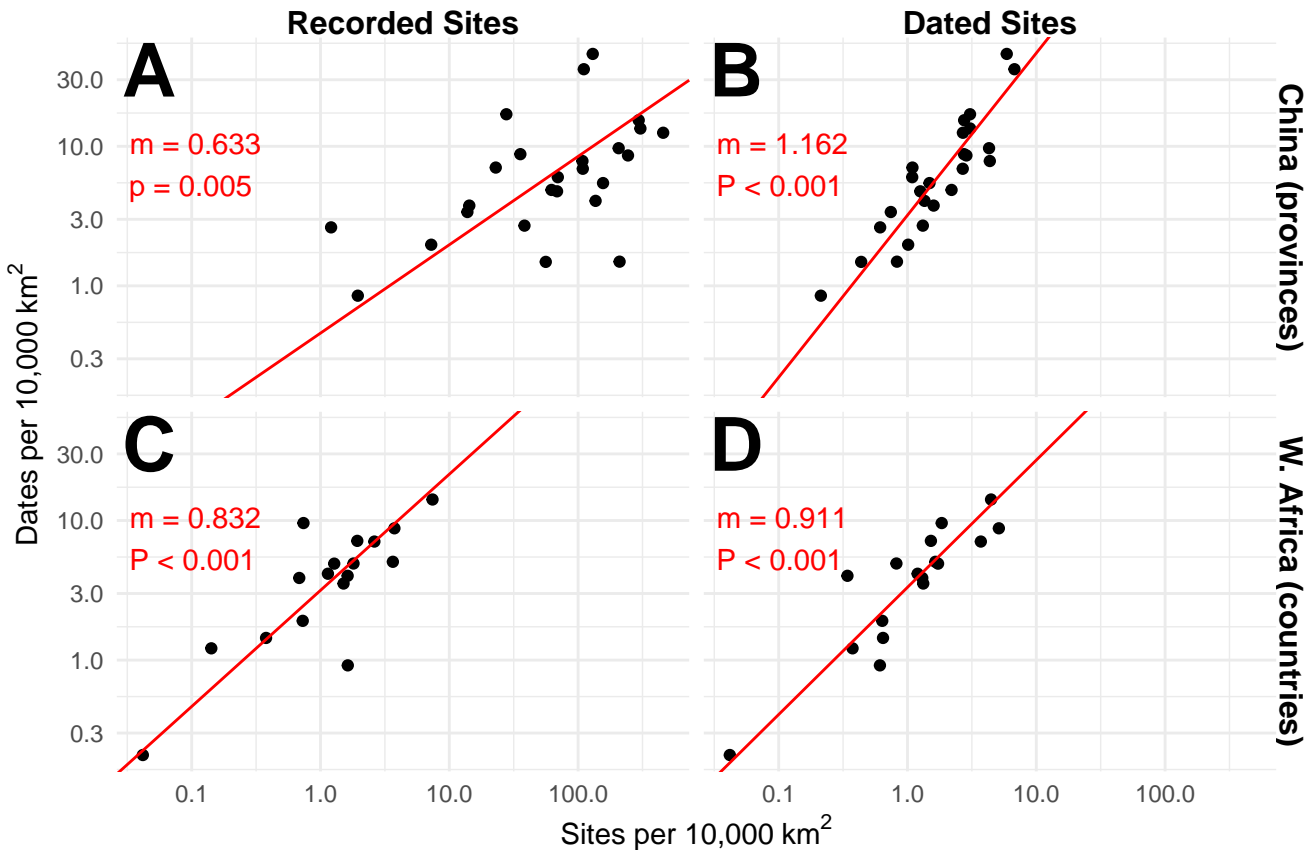 Recorded Sites
Dated Sites
A
m = 0.633
p = 0.005
B
m = 1.162
P < 0.001
C
m = 0.832
P < 0.001
D
m = 0.911
P < 0.001
30.0
10.0
3.0
1.0
0.3
30.0
10.0
3.0
1.0
0.3
Dates per 10,000 km²
China (provinces)
W. Africa (countries)
0.1 1.0 10.0 100.0
0.1 1.0 10.0 100.0
Sites per 10,000 km²